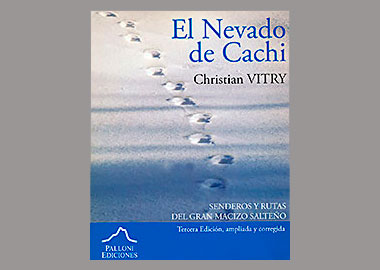 El Nevado
de Cachi
Christian VITRY
SENDEROS Y RUTAS
DEL GRAN MACIZO SALTEÑO
Tercera Edición, ampliada y corregida
PALLONI
EDICIONES